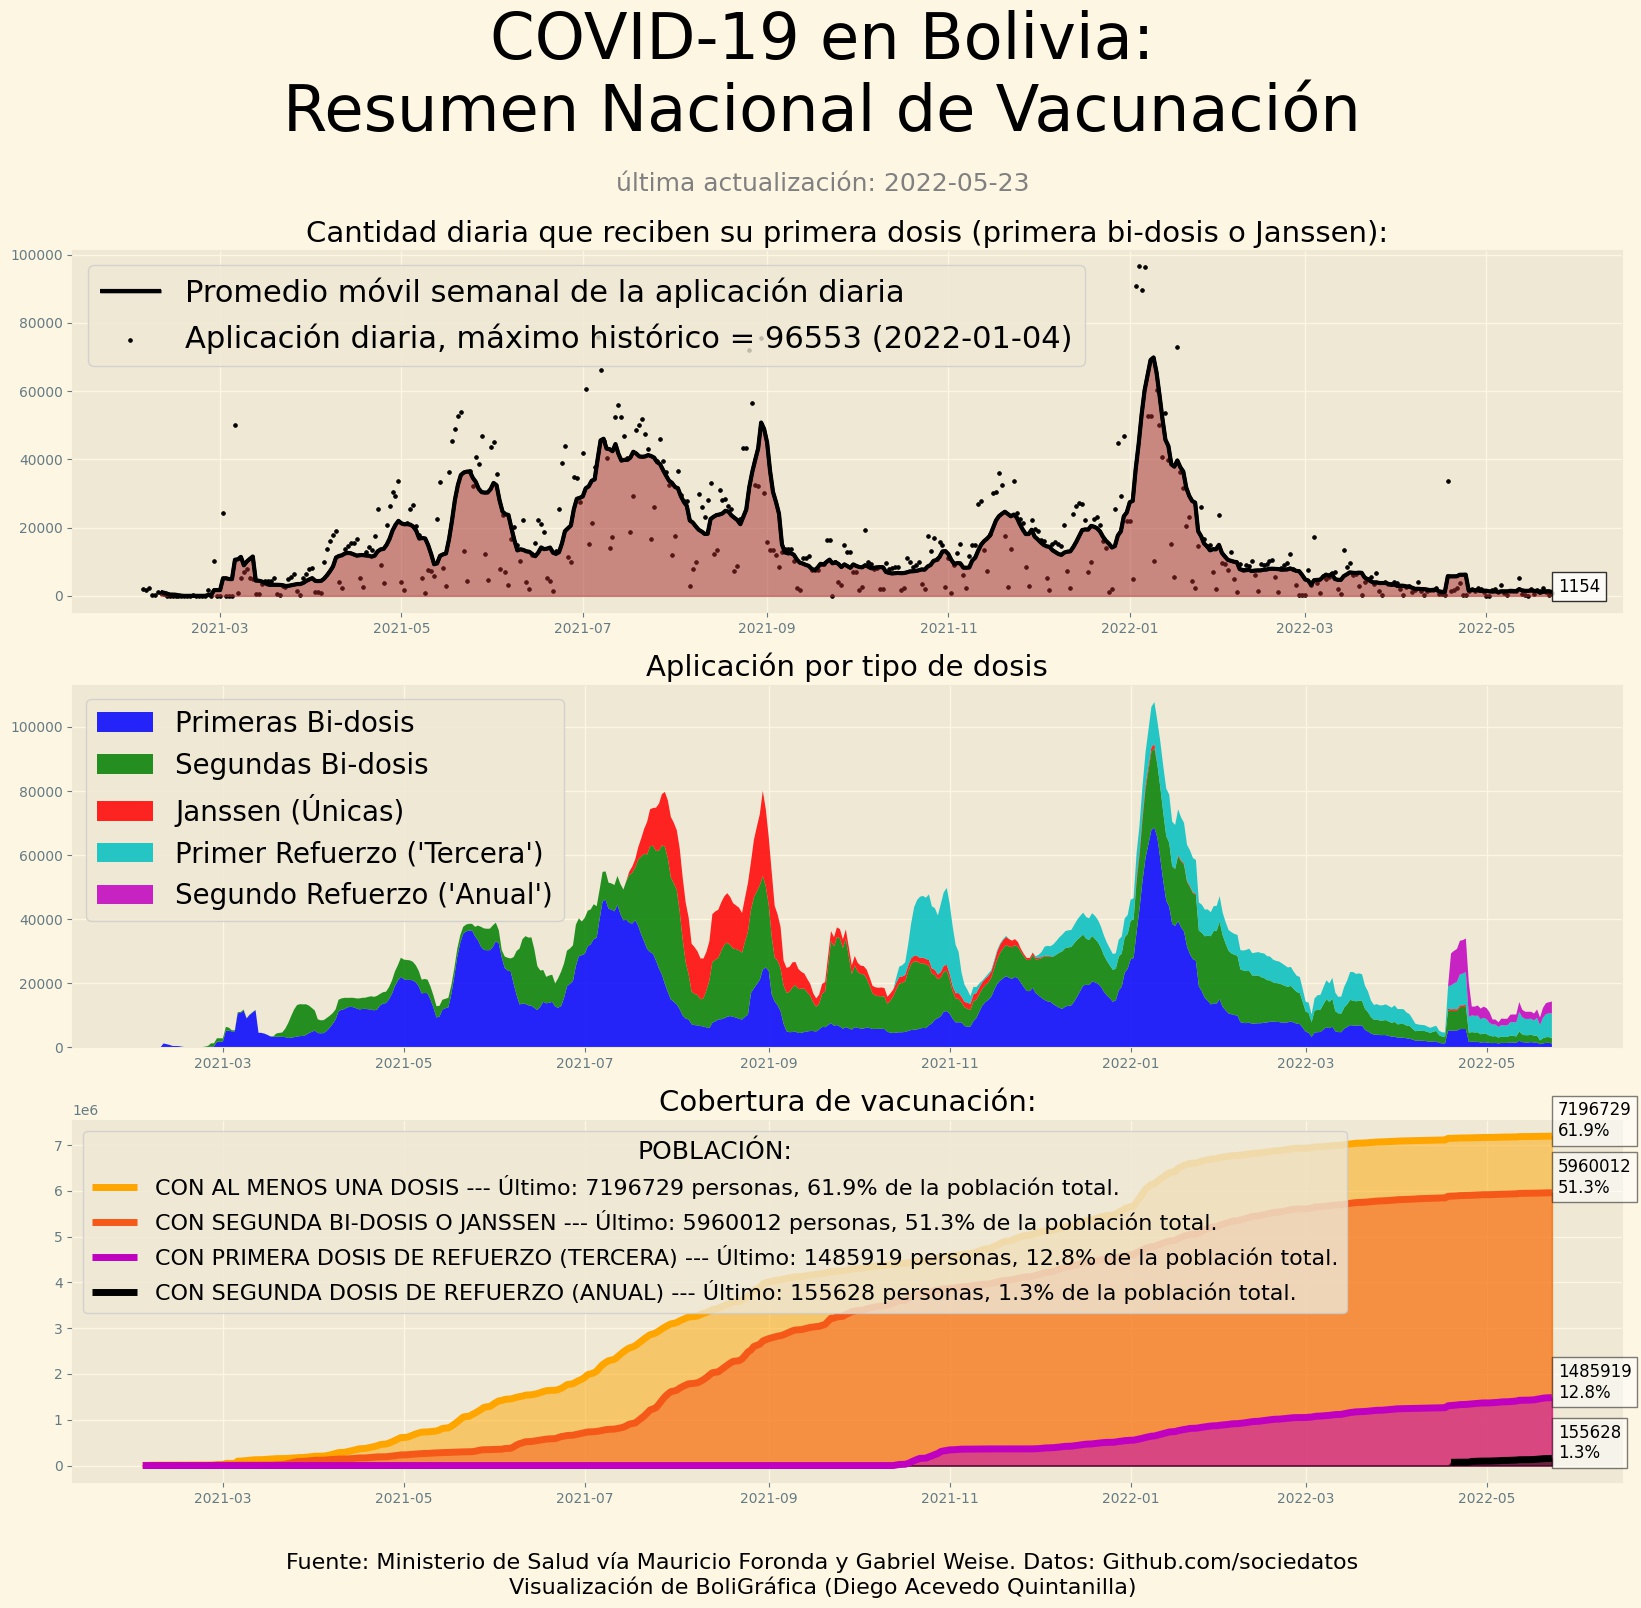 COVID-19 en Bolivia:
Resumen Nacional de Vacunación
última actualización: 2022-05-23
Cantidad diaria que reciben su primera dosis (primera bi-dosis o Janssen):
100000
80000
60000
40000
20000
0
Promedio móvil semanal de la aplicación diaria
Aplicación diaria, máximo histórico = 96553 (2022-01-04)
1154
2021-03 2021-05 2021-07 2021-09 2021-11 2022-01 2022-03 2022-05
Aplicación por tipo de dosis
100000
80000
60000
40000
20000
0
Primeras Bi-dosis
Segundas Bi-dosis
Janssen (Únicas)
Primer Refuerzo ('Tercera')
Segundo Refuerzo ('Anual')
2021-03 2021-05 2021-07 2021-09 2021-11 2022-01 2022-03 2022-05
Cobertura de vacunación:
1e6
7
6
5
4
3
2
1
0
POBLACIÓN:
CON AL MENOS UNA DOSIS --- Último: 7196729 personas, 61.9% de la población total.
CON SEGUNDA BI-DOSIS O JANSSEN --- Último: 5960012 personas, 51.3% de la población total.
CON PRIMERA DOSIS DE REFUERZO (TERCERA) --- Último: 1485919 personas, 12.8% de la población total.
CON SEGUNDA DOSIS DE REFUERZO (ANUAL) --- Último: 155628 personas, 1.3% de la población total.
7196729
61.9%
5960012
51.3%
1485919
12.8%
155628
1.3%
2021-03 2021-05 2021-07 2021-09 2021-11 2022-01 2022-03 2022-05
Fuente: Ministerio de Salud vía Mauricio Foronda y Gabriel Weise. Datos: Github.com/sociedatos
Visualización de BoliGráfica (Diego Acevedo Quintanilla)